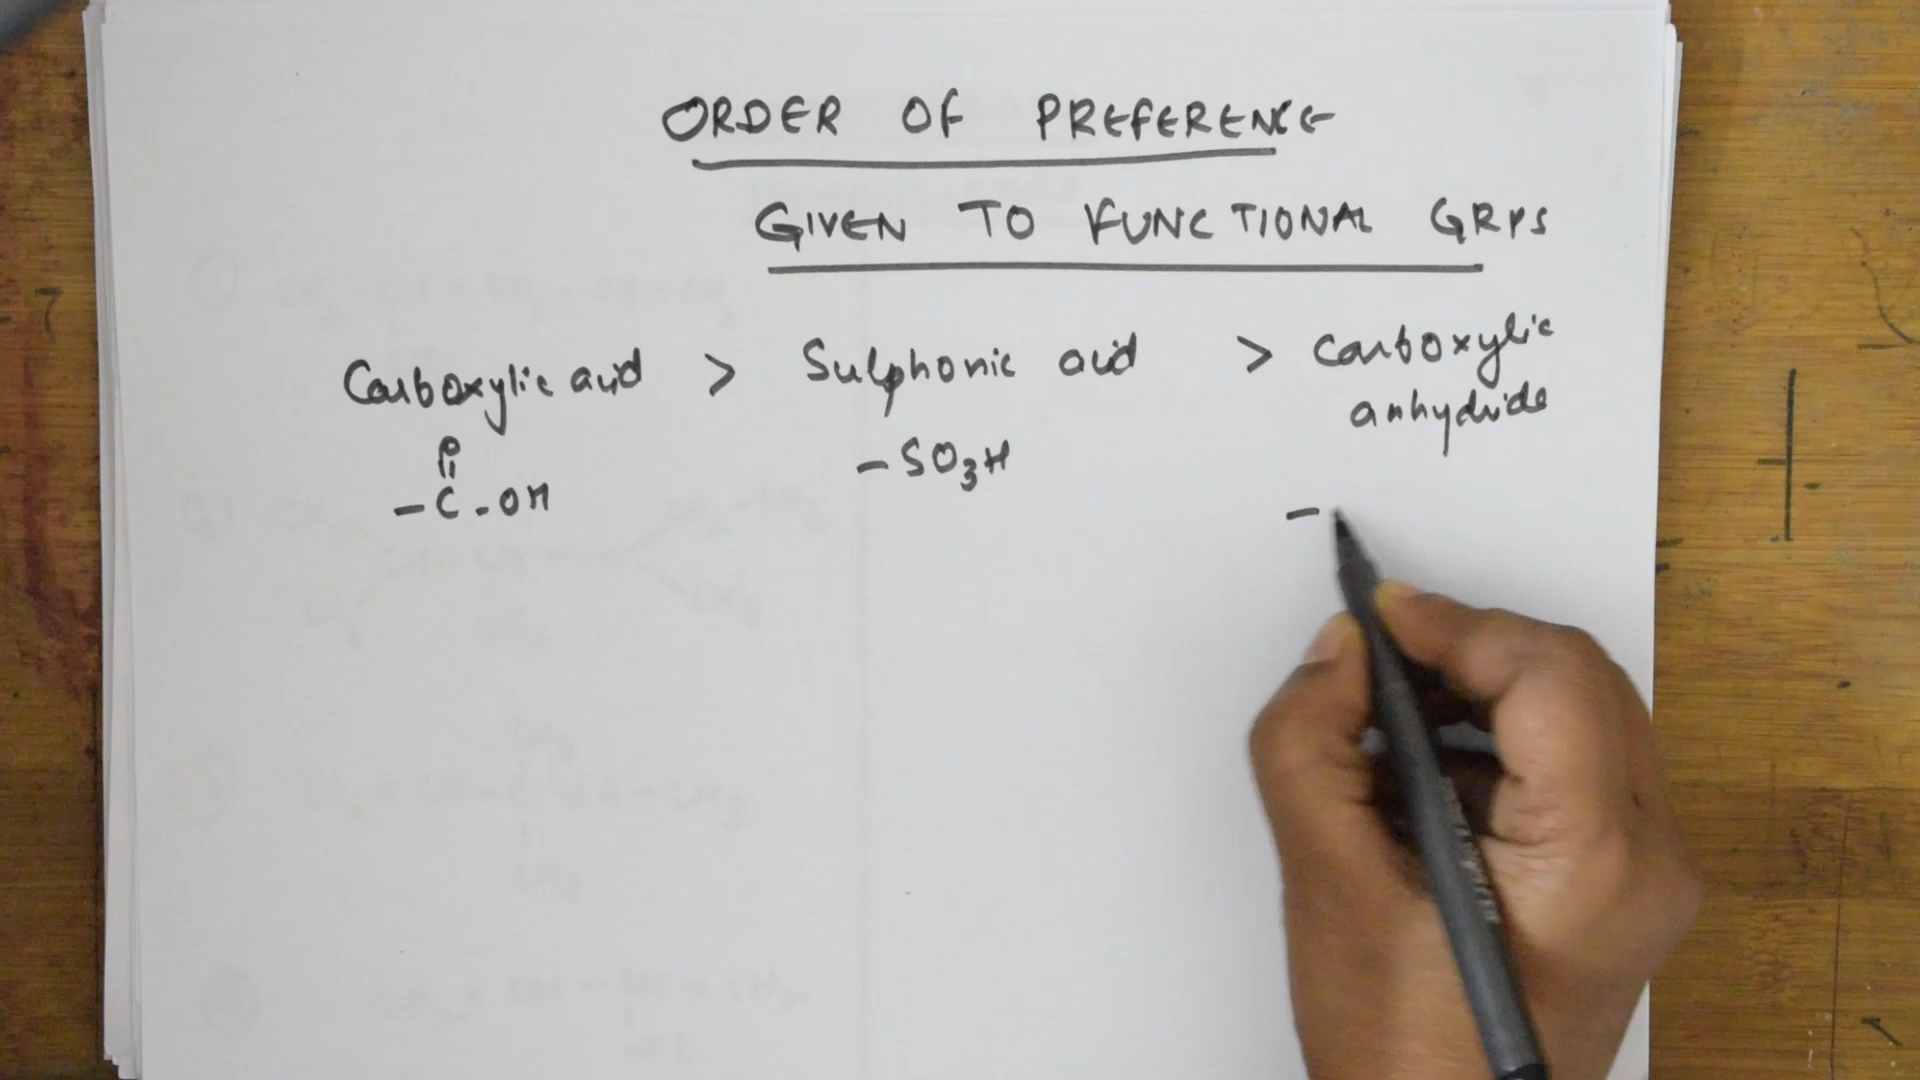 ORDER OF PREFERENCE
GIVEN TO FUNCTIONAL GRPS
Carboxylic acid > Sulphonic acid > Carboxylic
anhydride
O
||
-C-OH
-SO3H
-